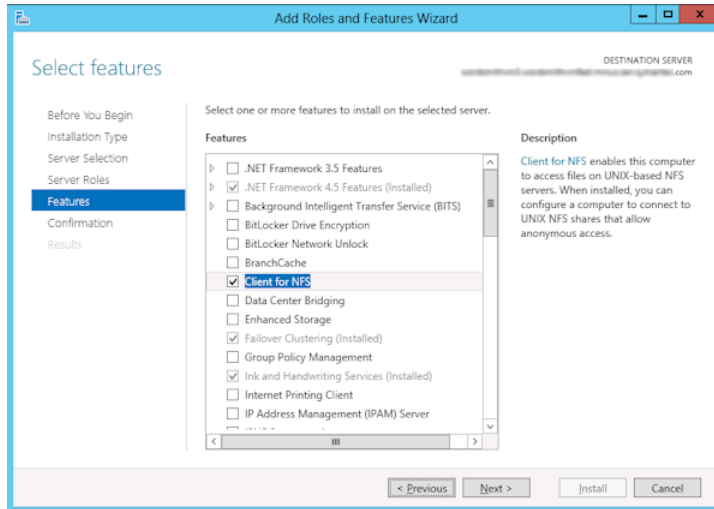 Add Roles and Features Wizard
Select features
DESTINATION SERVER
.com
Before You Begin
Installation Type
Server Selection
Server Roles
Features
Confirmation
Results
Select one or more features to install on the selected server.
Features
.NET Framework 3.5 Features
.NET Framework 4.5 Features (Installed)
Background Intelligent Transfer Service (BITS)
BitLocker Drive Encryption
BitLocker Network Unlock
BranchCache
Client for NFS
Data Center Bridging
Enhanced Storage
Failover Clustering (Installed)
Group Policy Management
Ink and Handwriting Services (Installed)
Internet Printing Client
IP Address Management (IPAM) Server
Description
Client for NFS enables this computer
to access files on UNIX-based NFS
servers. When installed, you can
configure a computer to connect to
UNIX NFS shares that allow
anonymous access.
< Previous
Next >
Install
Cancel